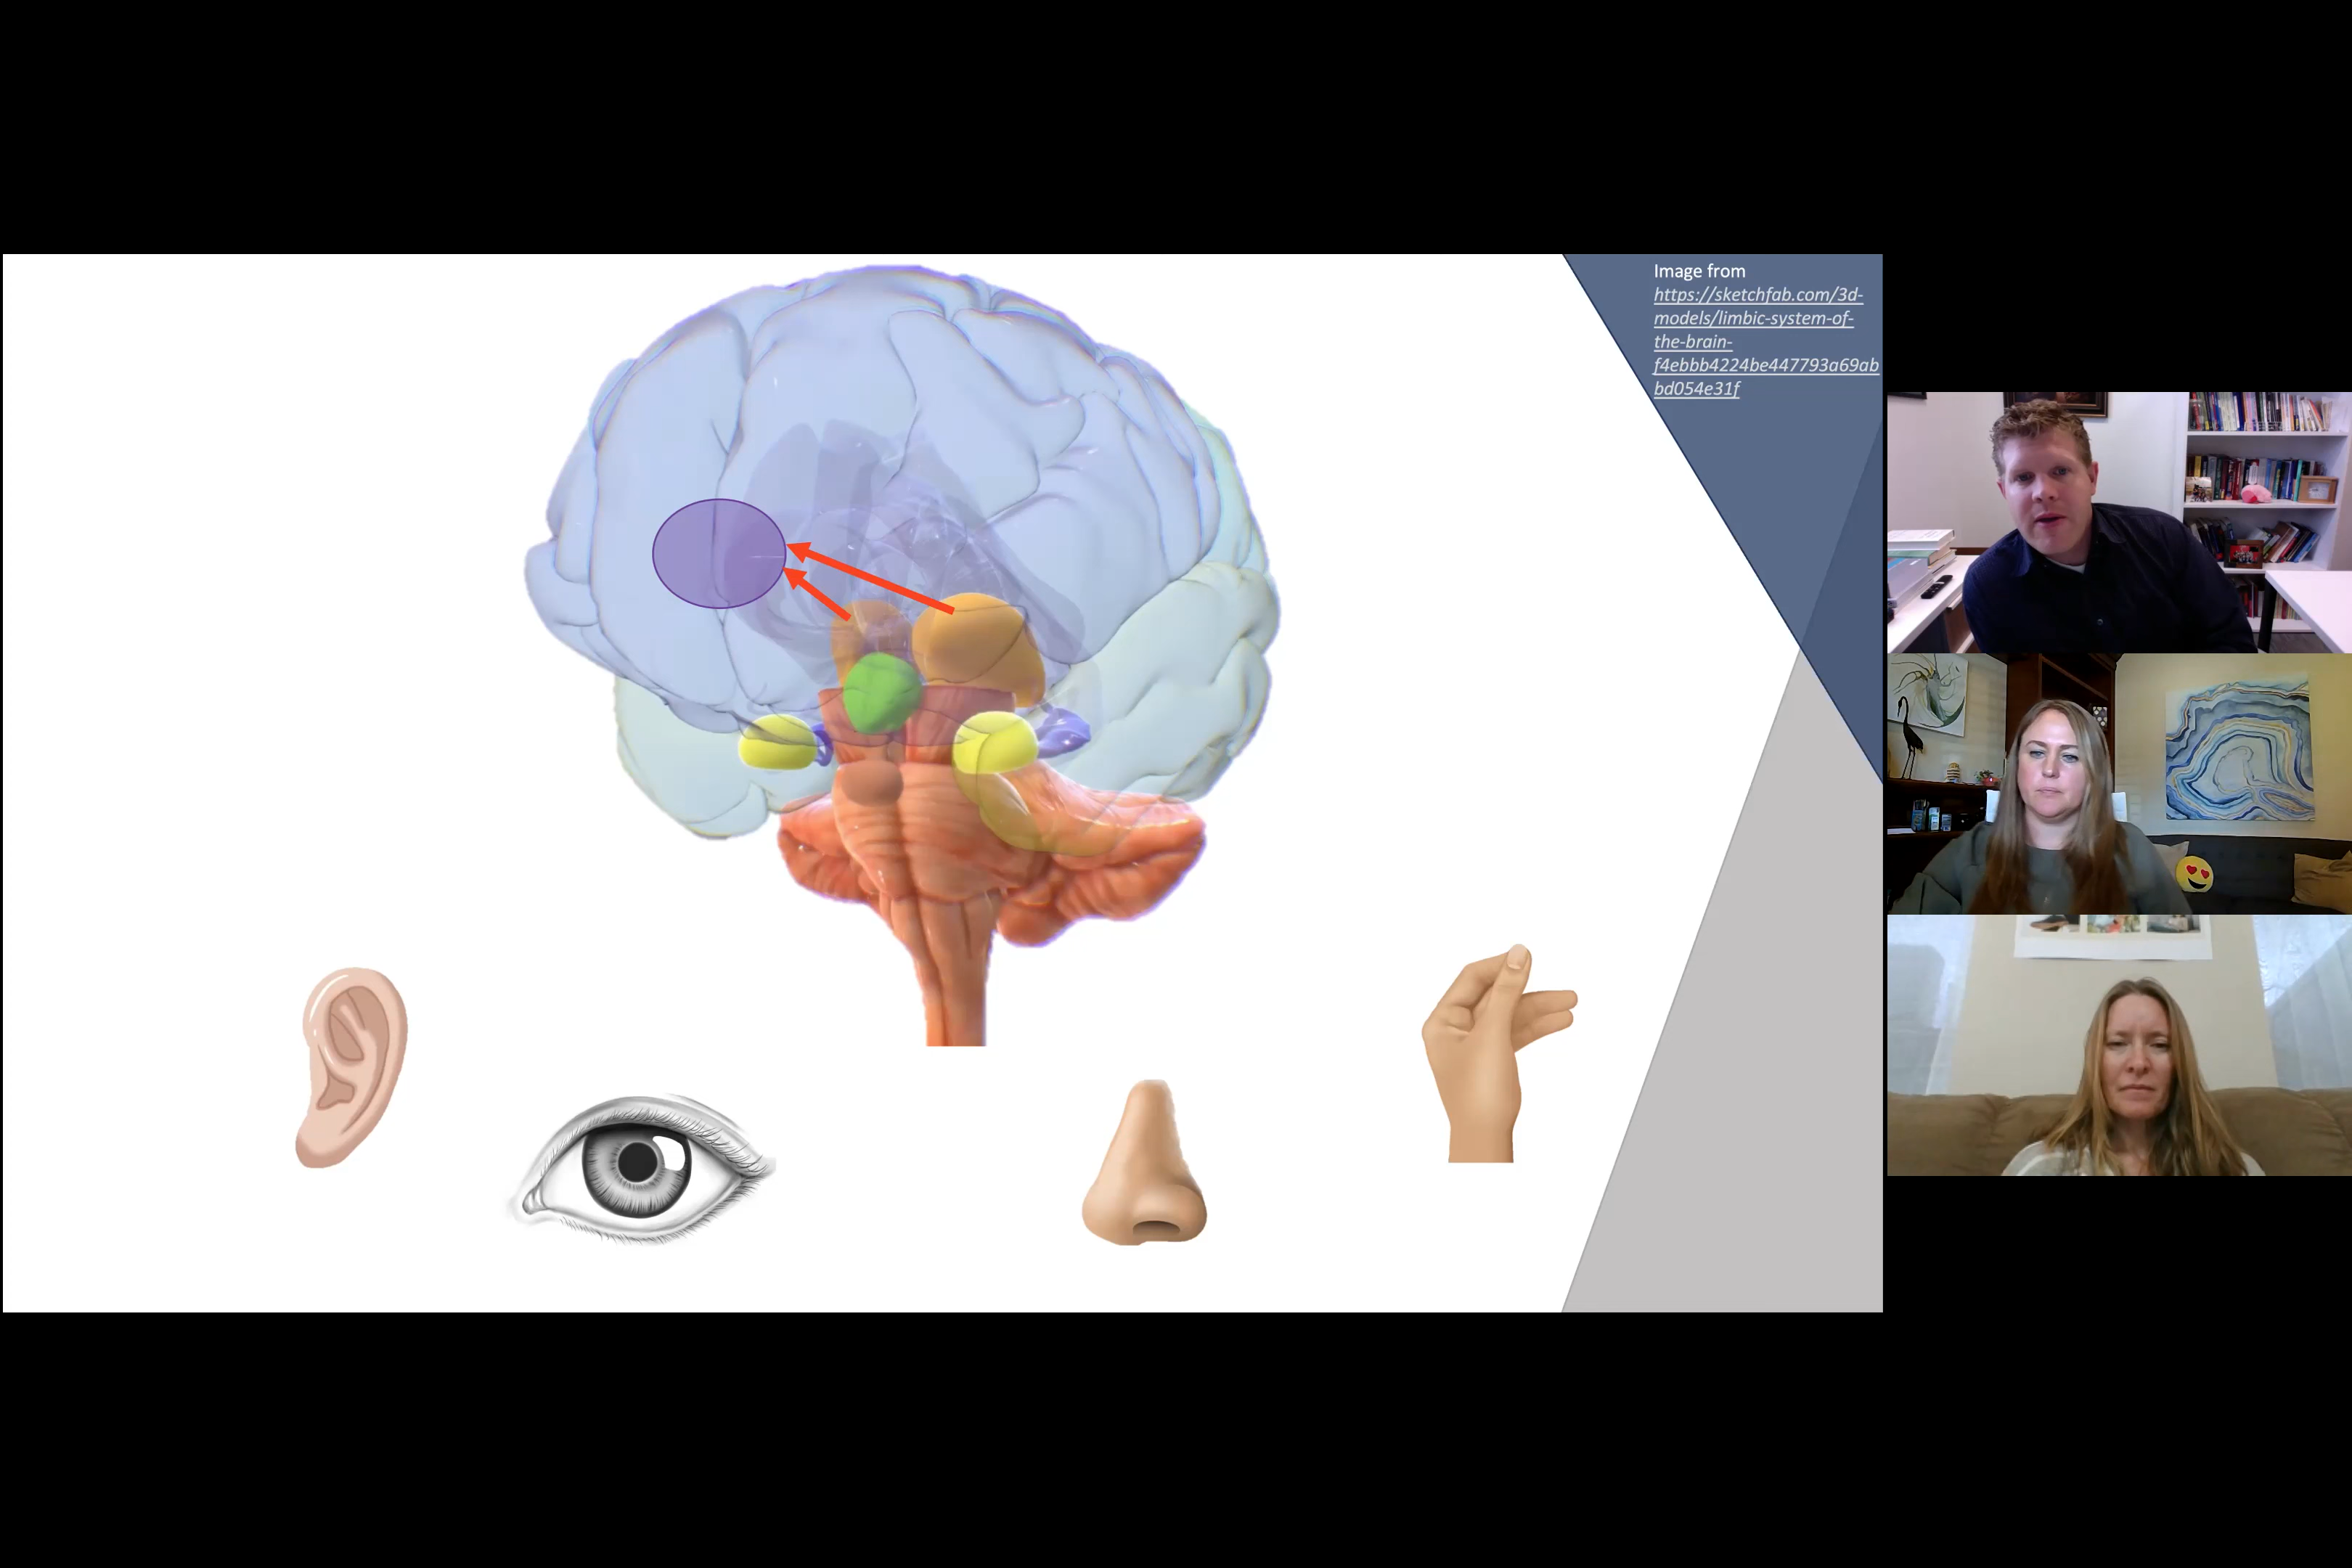 Image from
https://sketchfab.com/3d-
models/limbic-system-of-
the-brain-
f4ebbb4224be447793a69ab
bd054e31f